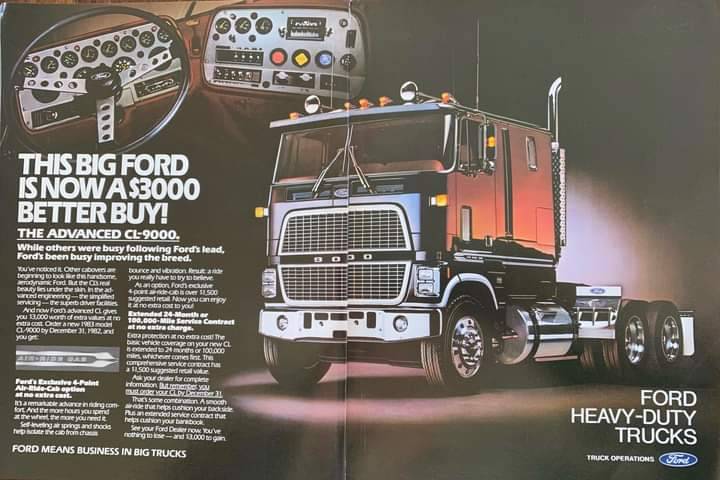 THIS BIG FORD
IS NOW A $3000
BETTER BUY!
THE ADVANCED CL-9000.
While others were busy following Ford's lead,
Ford's been busy improving the breed.
You've noticed it. Other cabovers are
beginning to look like this handsome,
aerodynamic Ford. But the CL's real
beauty lies under the skin. In the ad-
vanced engineering — the simplified
servicing — the superb driver facilities.
And now Ford's advanced CL gives
you $3,000 worth of extra values at no
extra cost. Order a new 1983 model
CL-9000 by December 31, 1982, and
you get:
AIR-RIDE CAB
Ford's Exclusive 4-Point
Air-Ride-Cab option
at no extra cost.
It's a remarkable advance in riding com-
fort. And the more hours you spend
at the wheel, the more you need it.
Self-leveling air springs and shocks
help isolate the cab from chassis
bounce and vibration. Result: a ride
you really have to try to believe.
As an option, Ford's exclusive
4-point air-ride-cab is over $1,500
suggested retail. Now you can enjoy
it at no extra cost to you!
Extended 24-Month or
100,000-Mile Service Contract
at no extra charge.
Extra protection at no extra cost! The
basic vehicle coverage on your new CL
is extended to 24 months or 100,000
miles, whichever comes first. This
comprehensive service contract has
a $1,500 suggested retail value.
Ask your dealer for complete
information. But remember, you
must order your CL by December 31.
That's some combination. A smooth
air-ride that helps cushion your backside.
Plus an extended service contract that
helps cushion your bankbook.
See your Ford Dealer now. You've
nothing to lose — and $3,000 to gain.
FORD MEANS BUSINESS IN BIG TRUCKS
9000
FORD
HEAVY-DUTY
TRUCKS
TRUCK OPERATIONS Ford